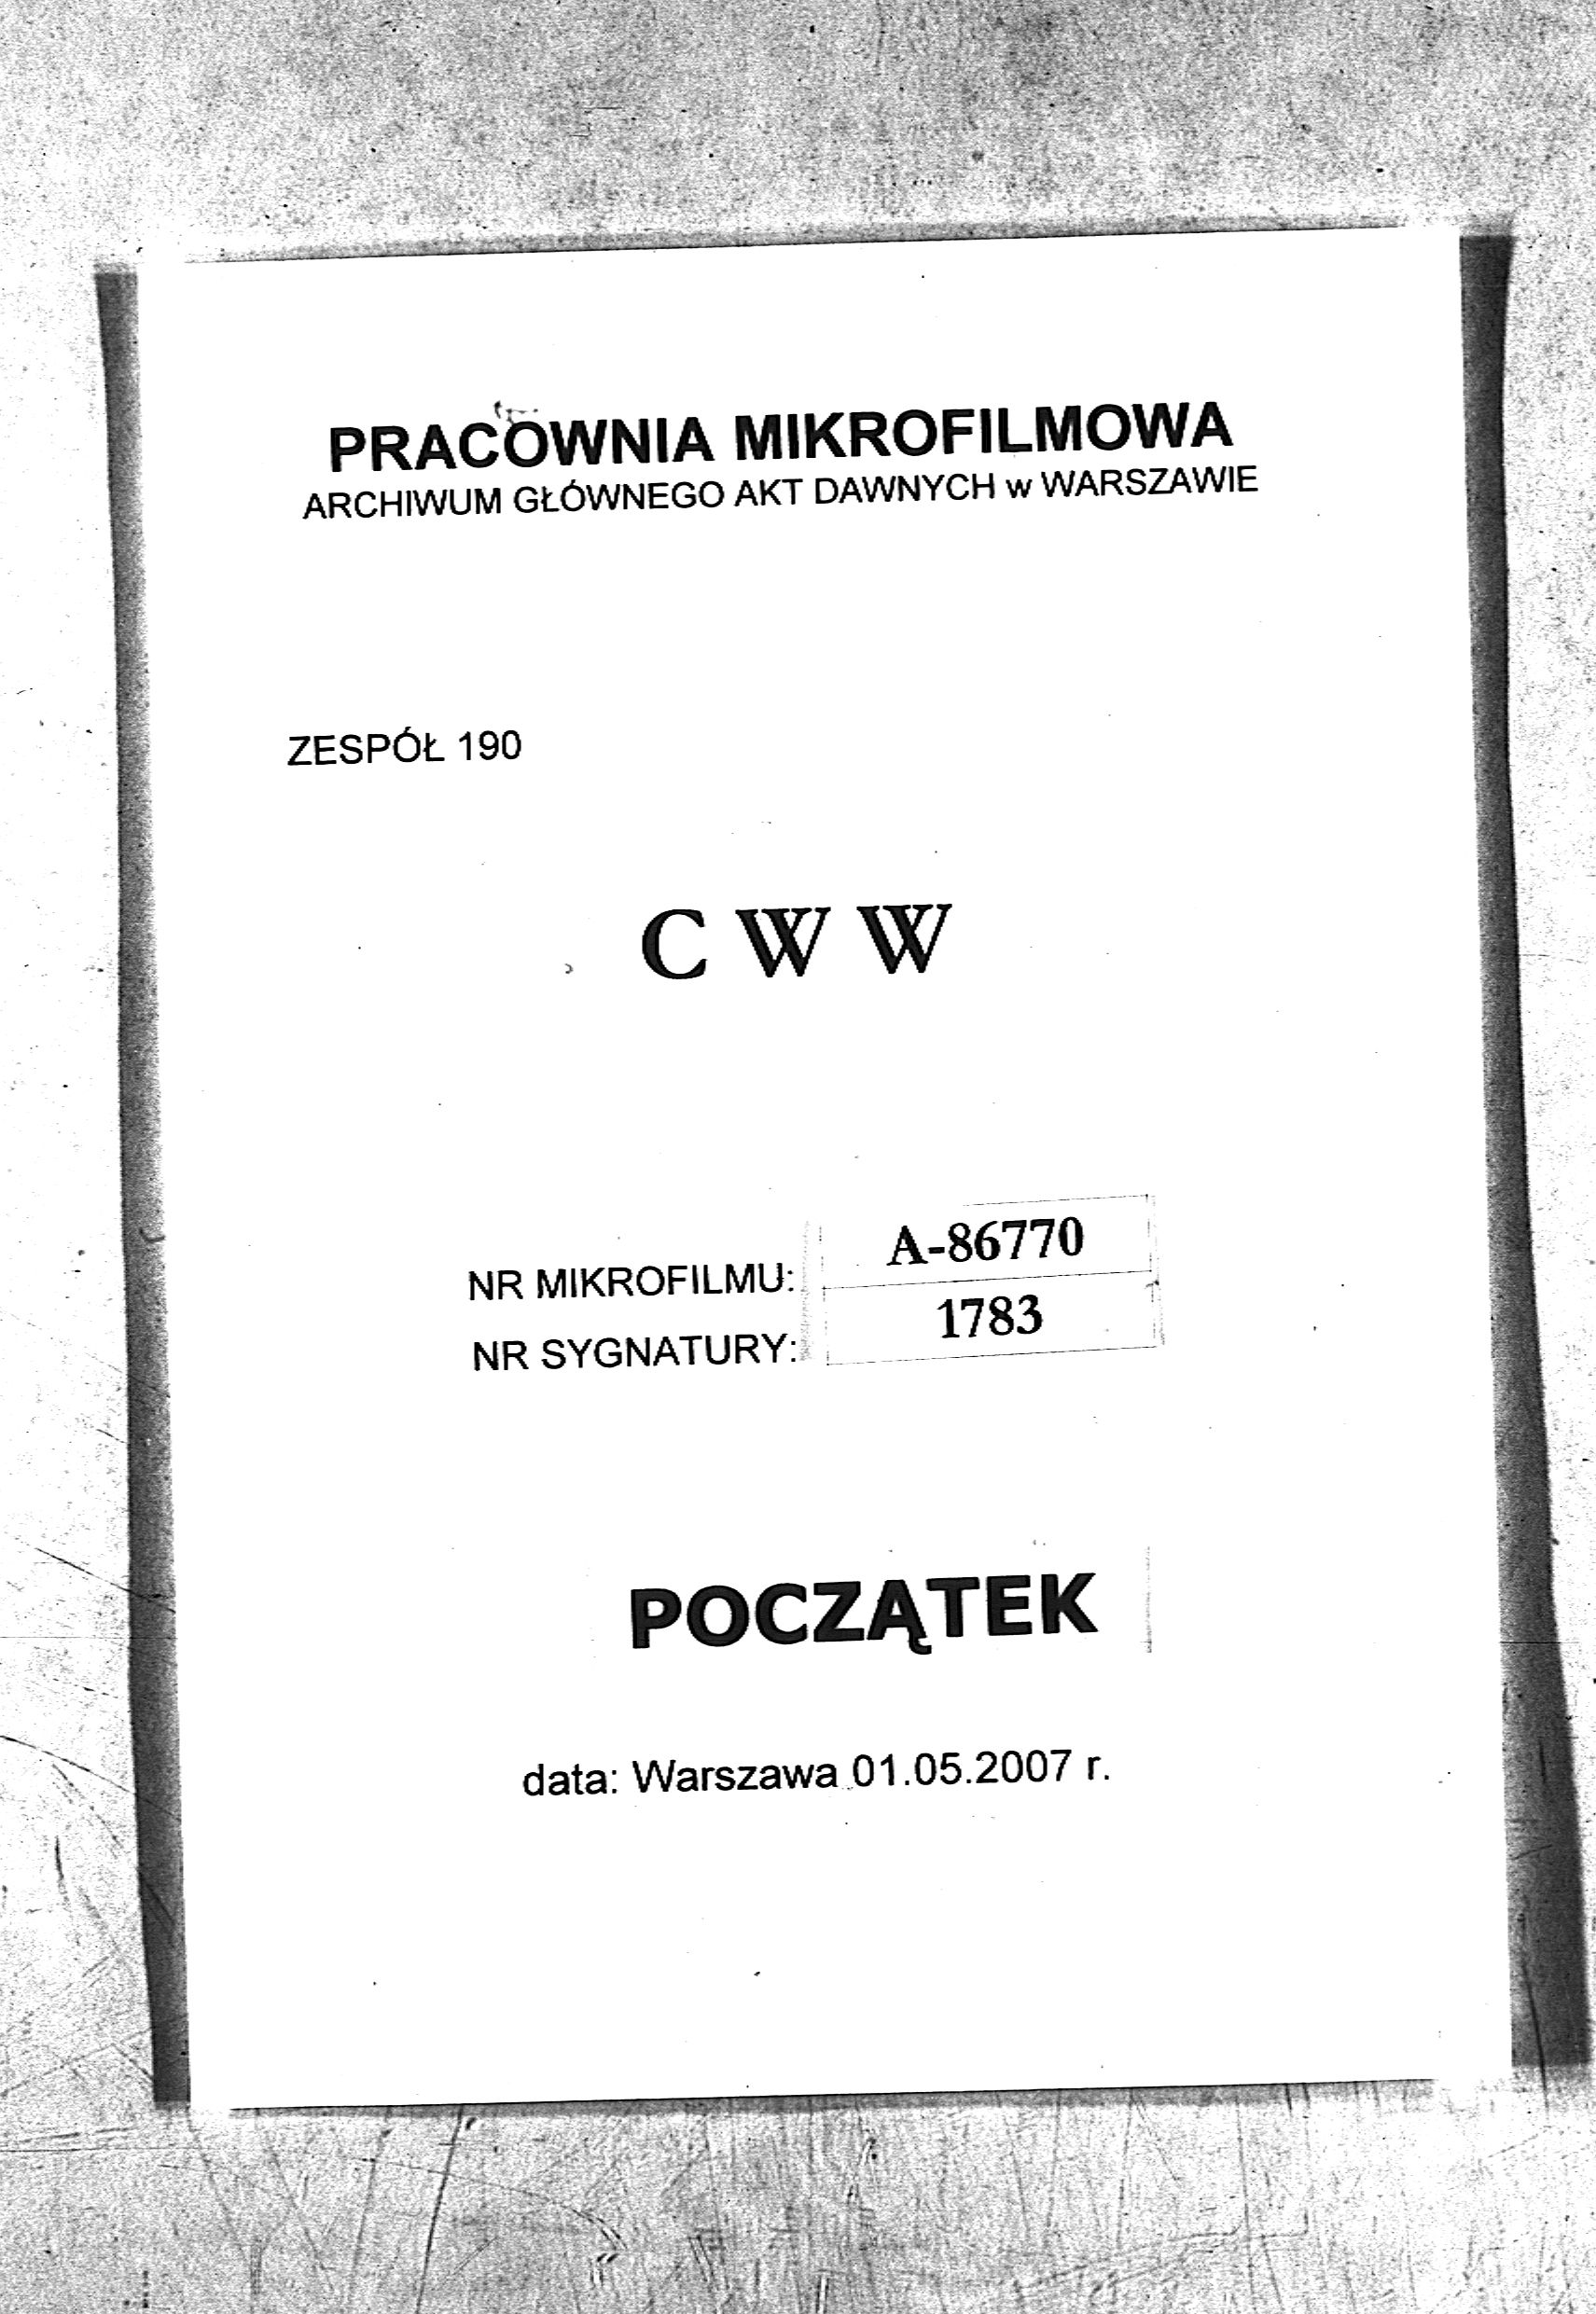 PRACOWNIA MIKROFILMOWA
ARCHIWUM GŁÓWNEGO AKT DAWNYCH w WARSZAWIE
ZESPÓŁ 190
C W W
NR MIKROFILMU: A-86770
NR SYGNATURY: 1783
POCZĄTEK
data: Warszawa 01.05.2007 r.